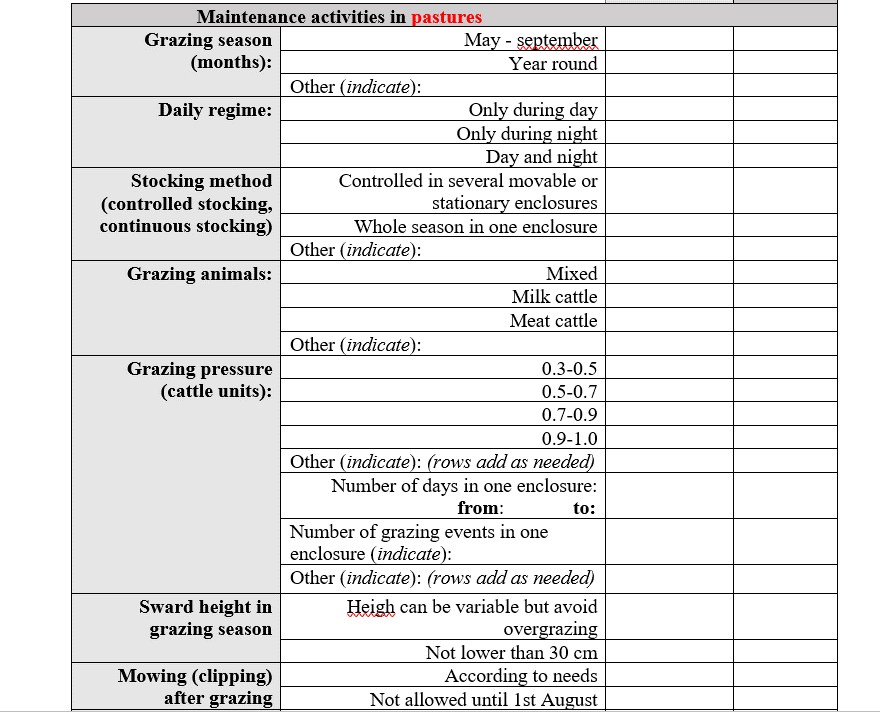 Maintenance activities in pastures
Grazing season
(months):
May - september
Year round
Other (indicate):
Daily regime:
Only during day
Only during night
Day and night
Stocking method
(controlled stocking,
continuous stocking)
Controlled in several movable or
stationary enclosures
Whole season in one enclosure
Other (indicate):
Grazing animals:
Mixed
Milk cattle
Meat cattle
Other (indicate):
Grazing pressure
(cattle units):
0.3-0.5
0.5-0.7
0.7-0.9
0.9-1.0
Other (indicate): (rows add as needed)
Number of days in one enclosure:
from: to:
Number of grazing events in one
enclosure (indicate):
Other (indicate): (rows add as needed)
Sward height in
grazing season
Heigh can be variable but avoid
overgrazing
Not lower than 30 cm
Mowing (clipping)
after grazing
According to needs
Not allowed until 1st August